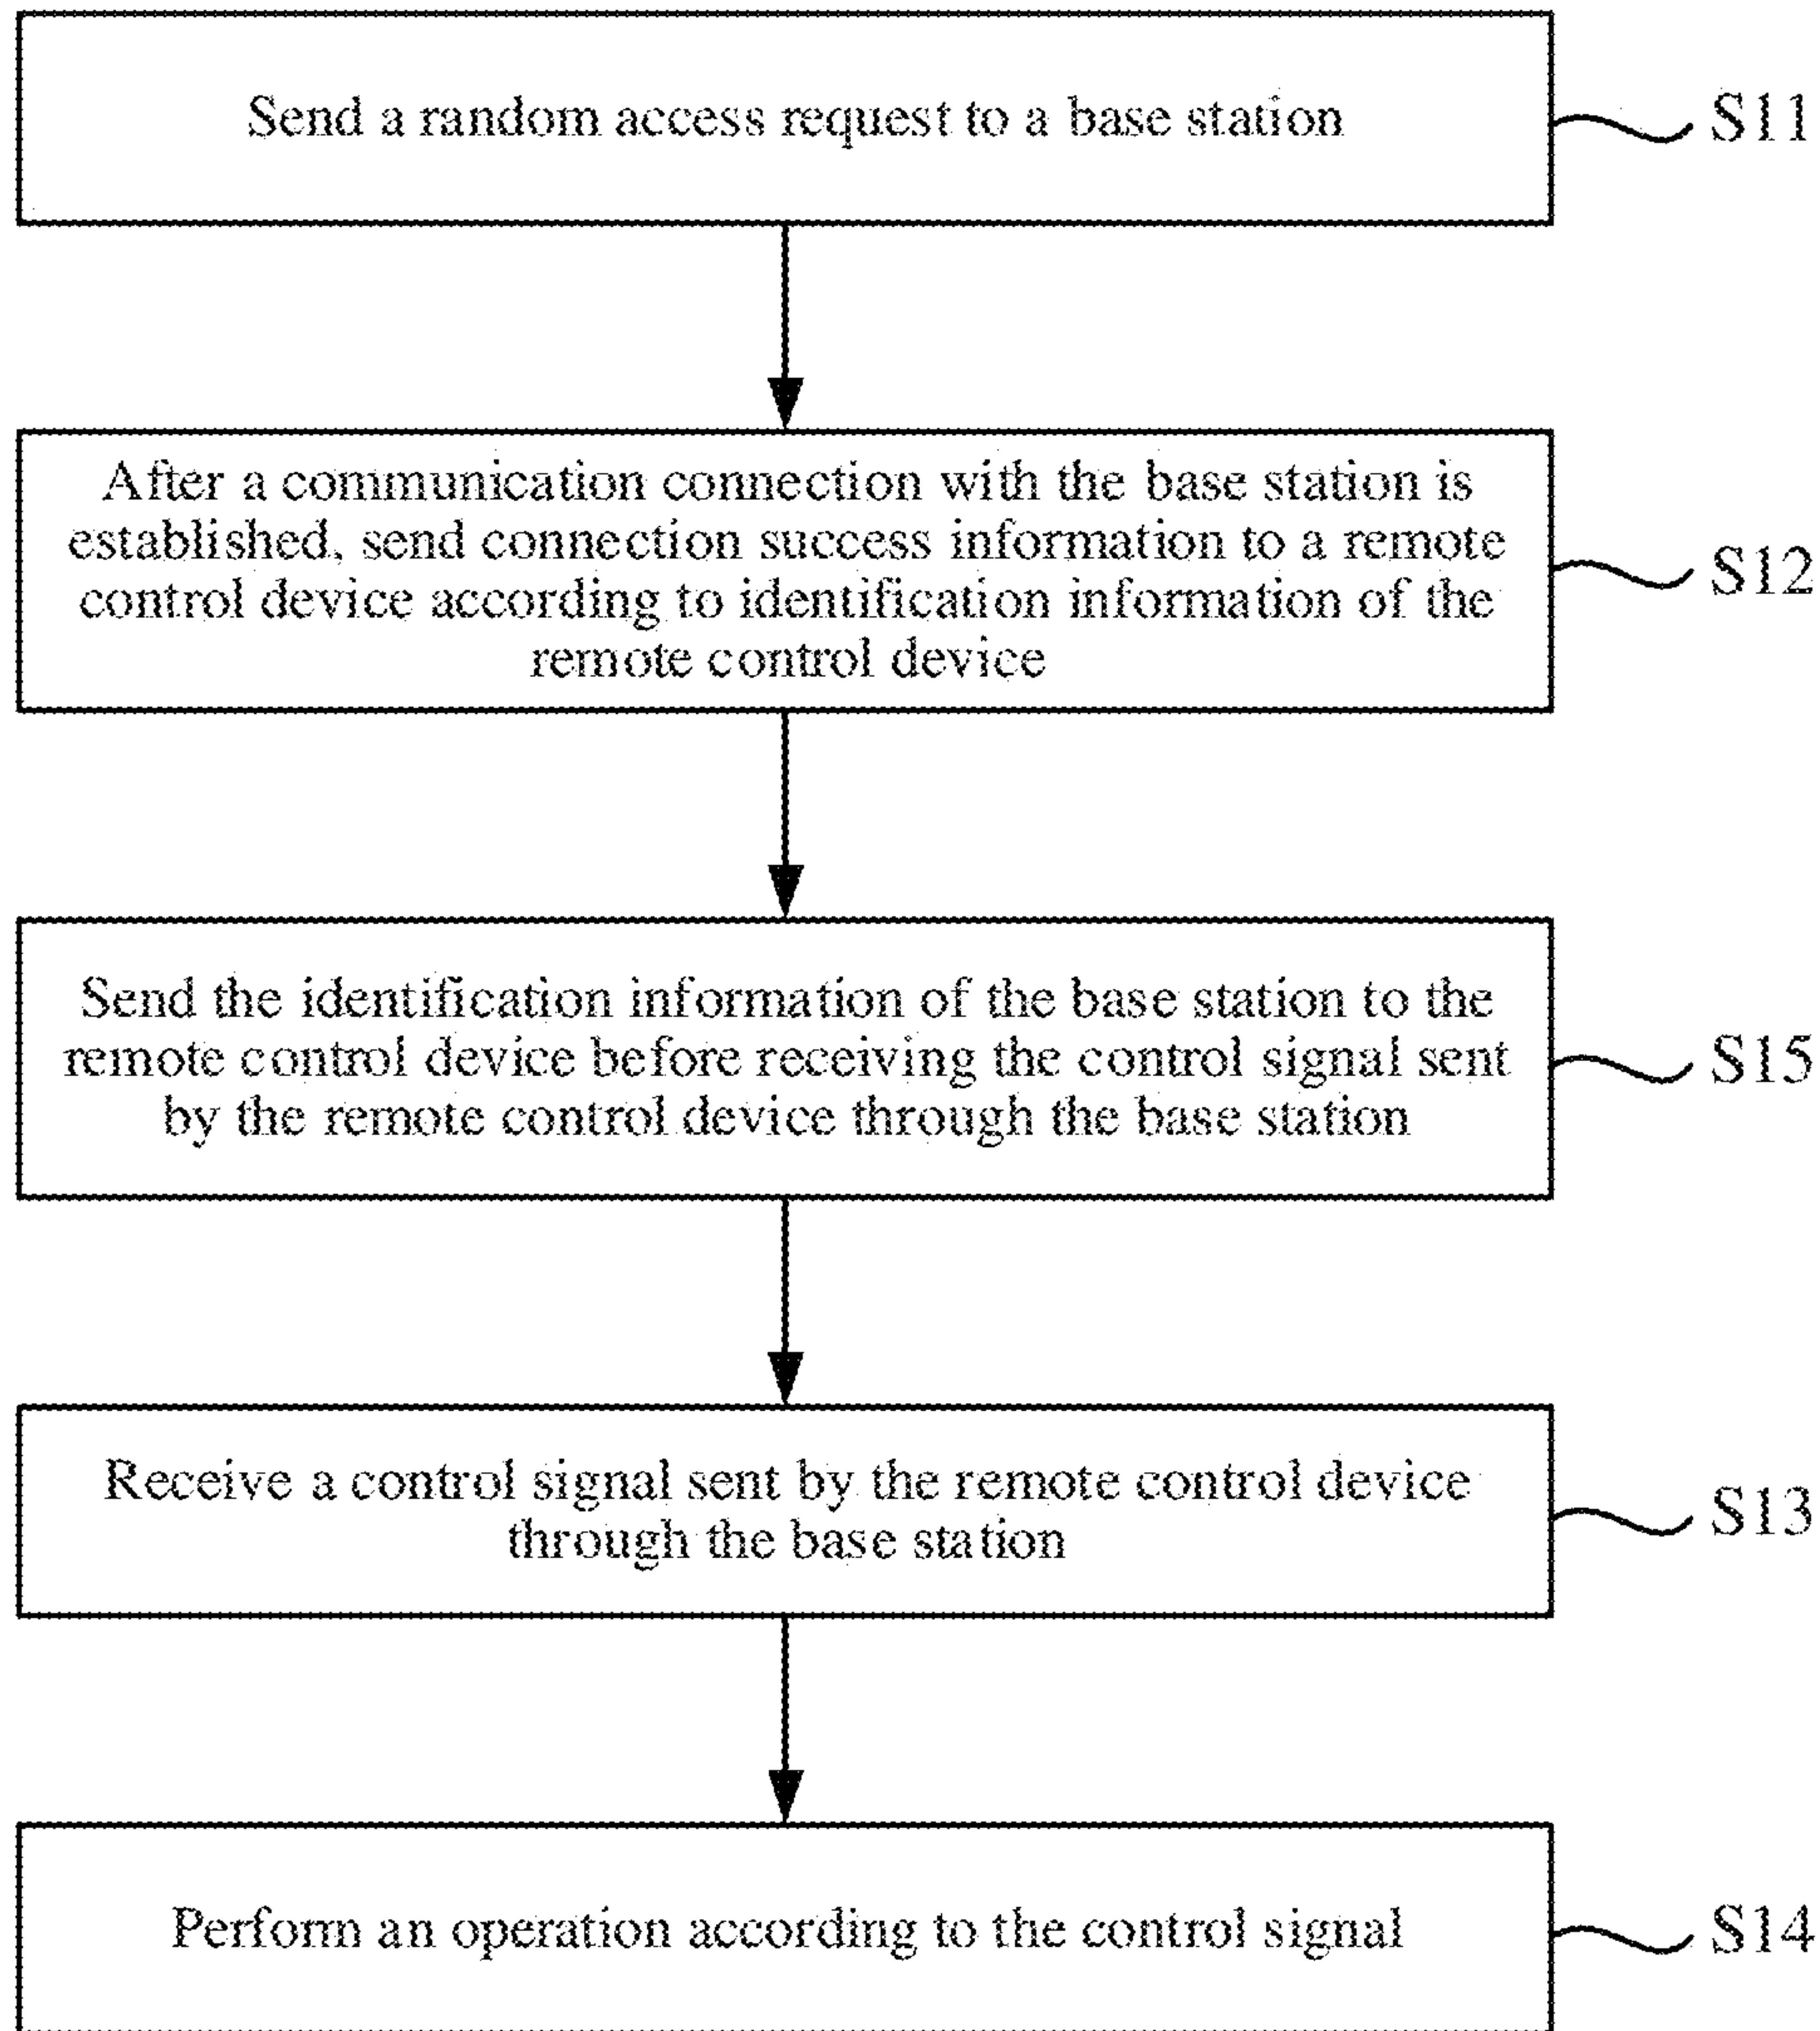 Send a random access request to a base station
S11
After a communication connection with the base station is
established, send connection success information to a remote
control device according to identification information of the
remote control device
S12
Send the identification information of the base station to the
remote control device before receiving the control signal sent
by the remote control device through the base station
S15
Receive a control signal sent by the remote control device
through the base station
S13
Perform an operation according to the control signal
S14